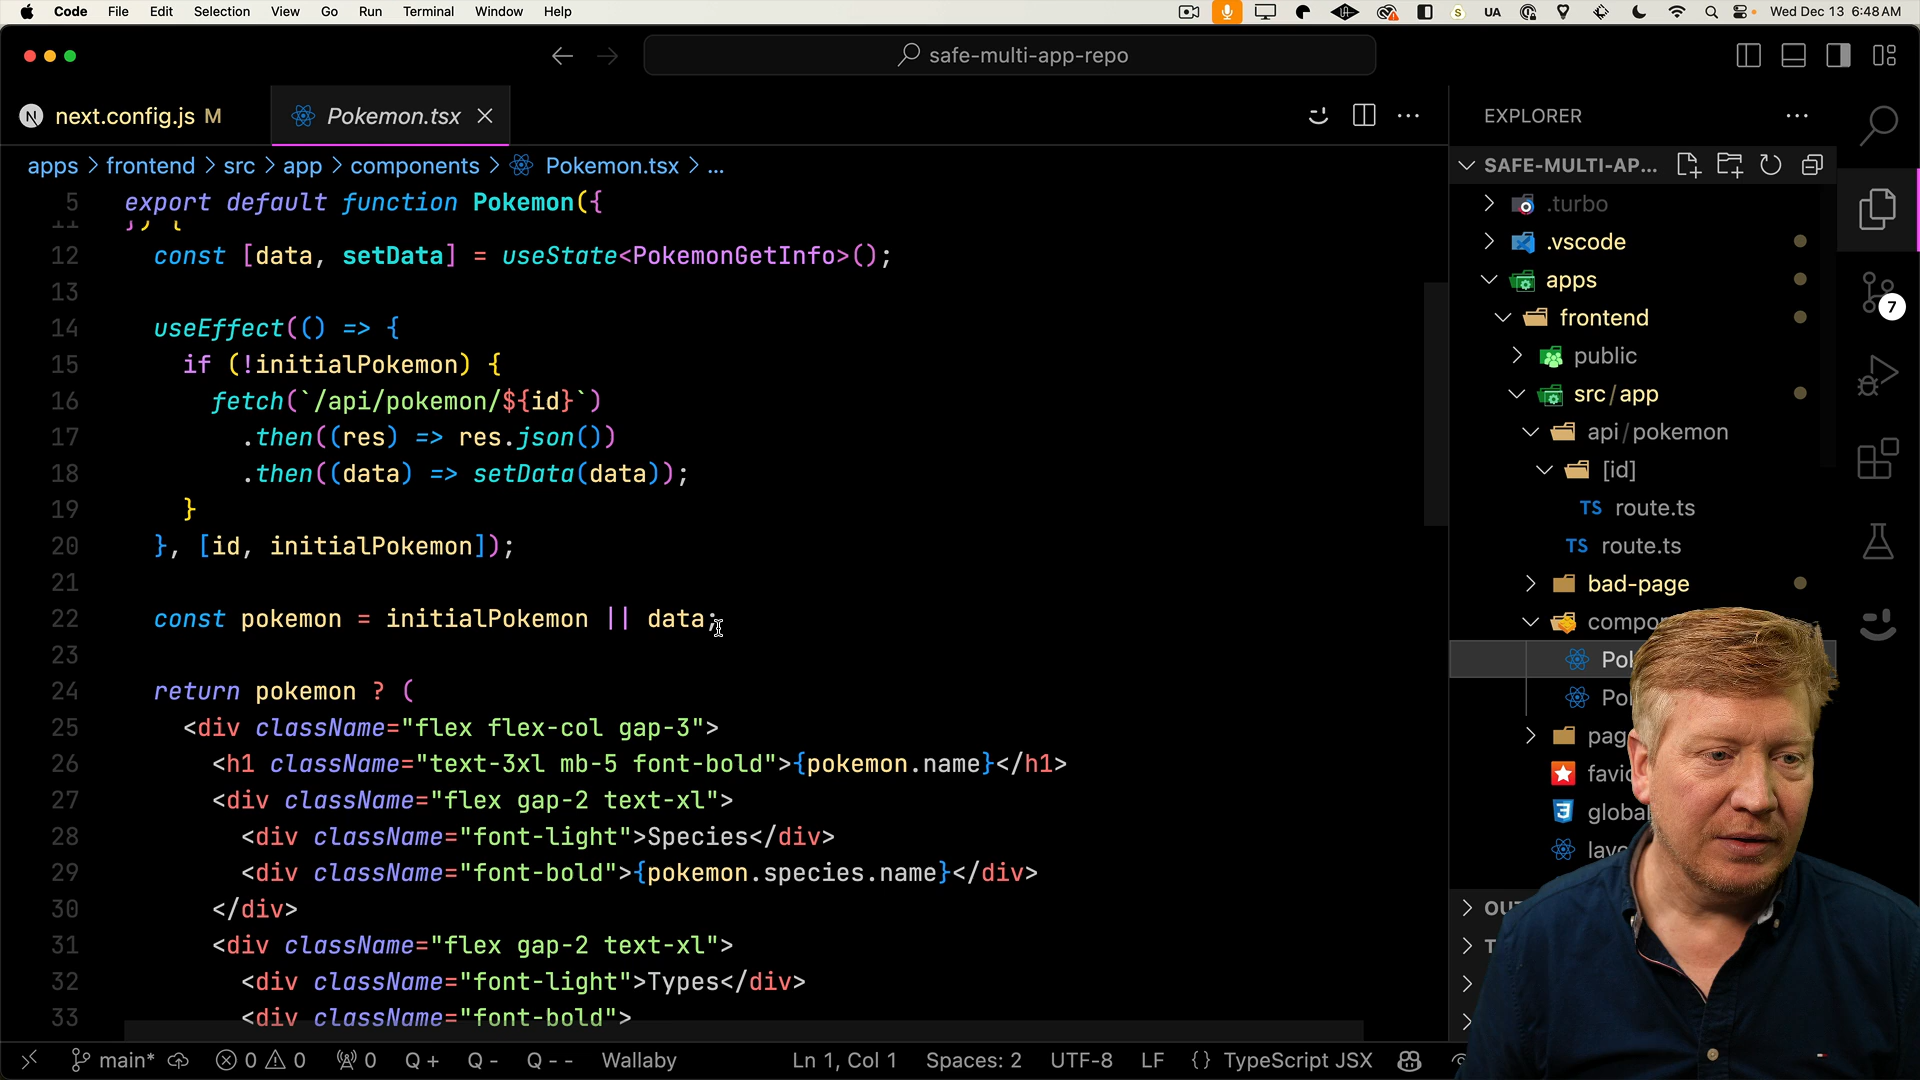 Code File Edit Selection View Go Run Terminal Window Help
S UA Wed Dec 13 6:48 AM
safe-multi-app-repo
N next.config.js M
Pokemon.tsx
apps > frontend > src > app > components > Pokemon.tsx > ...
5 export default function Pokemon({
11 }) {
12 const [data, setData] = useState<PokemonGetInfo>();
13
14 useEffect(() => {
15 if (!initialPokemon) {
16 fetch(`/api/pokemon/${id}`)
17 .then((res) => res.json())
18 .then((data) => setData(data));
19 }
20 }, [id, initialPokemon]);
21
22 const pokemon = initialPokemon || data;
23
24 return pokemon ? (
25 <div className="flex flex-col gap-3">
26 <h1 className="text-3xl mb-5 font-bold">{pokemon.name}</h1>
27 <div className="flex gap-2 text-xl">
28 <div className="font-light">Species</div>
29 <div className="font-bold">{pokemon.species.name}</div>
30 </div>
31 <div className="flex gap-2 text-xl">
32 <div className="font-light">Types</div>
33 <div className="font-bold">
EXPLORER
SAFE-MULTI-AP...
.turbo
.vscode
apps
frontend
public
src/app
api/pokemon
[id]
TS route.ts
TS route.ts
bad-page
7
main* 0 0 0 Q + Q - Q - - Wallaby Ln 1, Col 1 Spaces: 2 UTF-8 LF {} TypeScript JSX